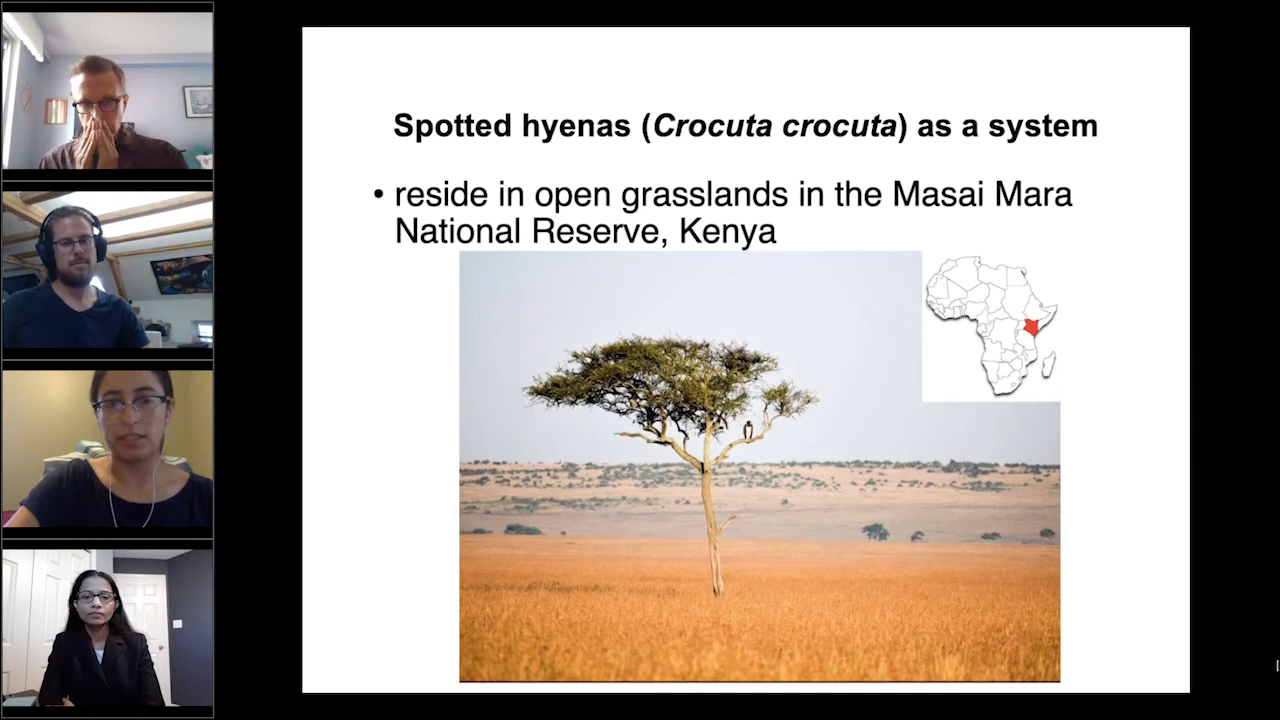 Spotted hyenas (Crocuta crocuta) as a system
• reside in open grasslands in the Masai Mara
National Reserve, Kenya